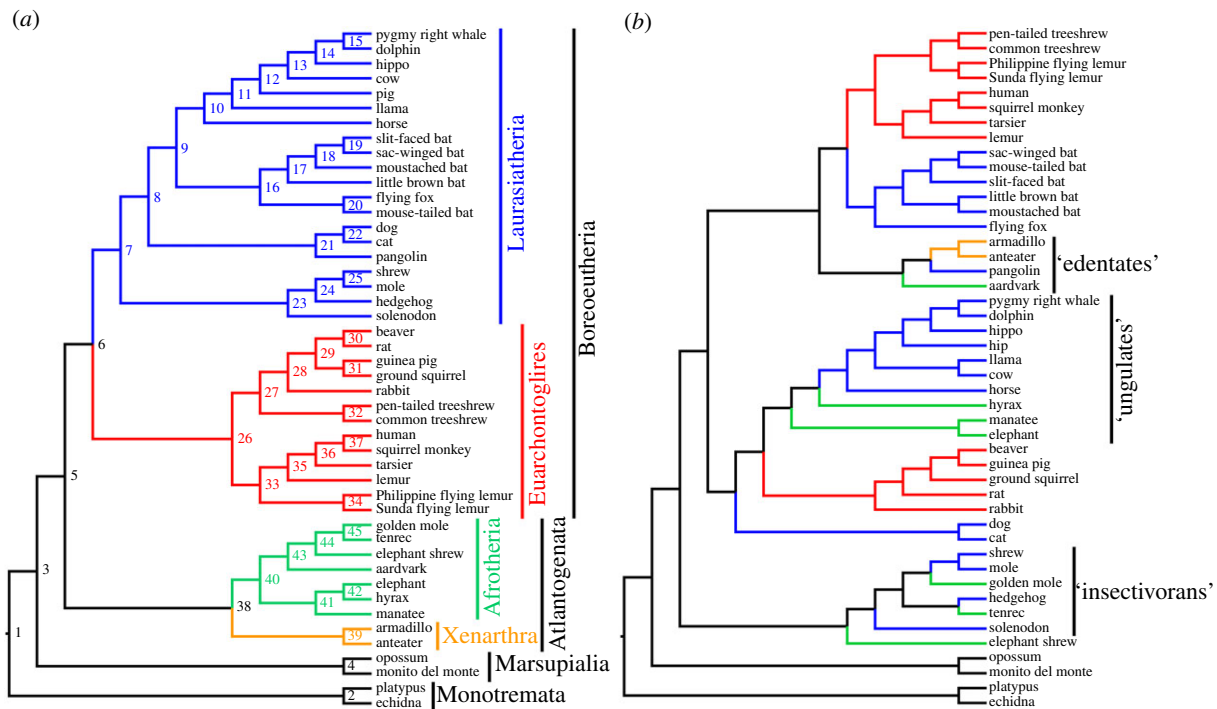 (a)
pygmy right whale
dolphin
hippo
cow
pig
llama
horse
slit-faced bat
sac-winged bat
moustached bat
little brown bat
flying fox
mouse-tailed bat
dog
cat
pangolin
shrew
mole
hedgehog
solenodon
beaver
rat
guinea pig
ground squirrel
rabbit
pen-tailed treeshrew
common treeshrew
human
squirrel monkey
tarsier
lemur
Philippine flying lemur
Sunda flying lemur
golden mole
tenrec
elephant shrew
aardvark
elephant
hyrax
manatee
armadillo
anteater
opossum
monito del monte
platypus
echidna
1
2
3
4
5
6
7
8
9
10
11
12
13
14
15
16
17
18
19
20
21
22
23
24
25
26
27
28
29
30
31
32
33
34
35
36
37
38
39
40
41
42
43
44
45
Laurasiatheria
Euarchontoglires
Boreoeutheria
Afrotheria
Xenarthra
Atlantogenata
Marsupialia
Monotremata
(b)
pen-tailed treeshrew
common treeshrew
Philippine flying lemur
Sunda flying lemur
human
squirrel monkey
tarsier
lemur
sac-winged bat
mouse-tailed bat
slit-faced bat
little brown bat
moustached bat
flying fox
armadillo
anteater
pangolin
aardvark
'edentates'
pygmy right whale
dolphin
hippo
hip
llama
cow
horse
hyrax
manatee
elephant
'ungulates'
beaver
guinea pig
ground squirrel
rat
rabbit
dog
cat
shrew
mole
golden mole
hedgehog
tenrec
solenodon
elephant shrew
'insectivorans'
opossum
monito del monte
platypus
echidna